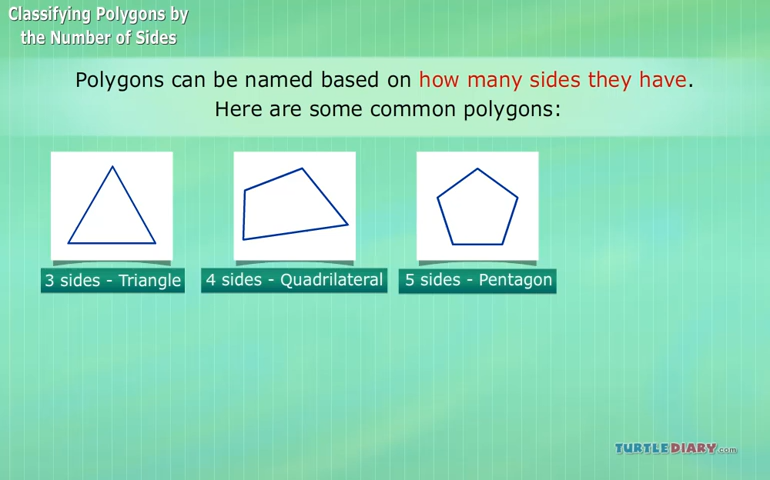 Classifying Polygons by
the Number of Sides
Polygons can be named based on how many sides they have.
Here are some common polygons:
3 sides - Triangle
4 sides - Quadrilateral
5 sides - Pentagon
TURTLEDIARY.com